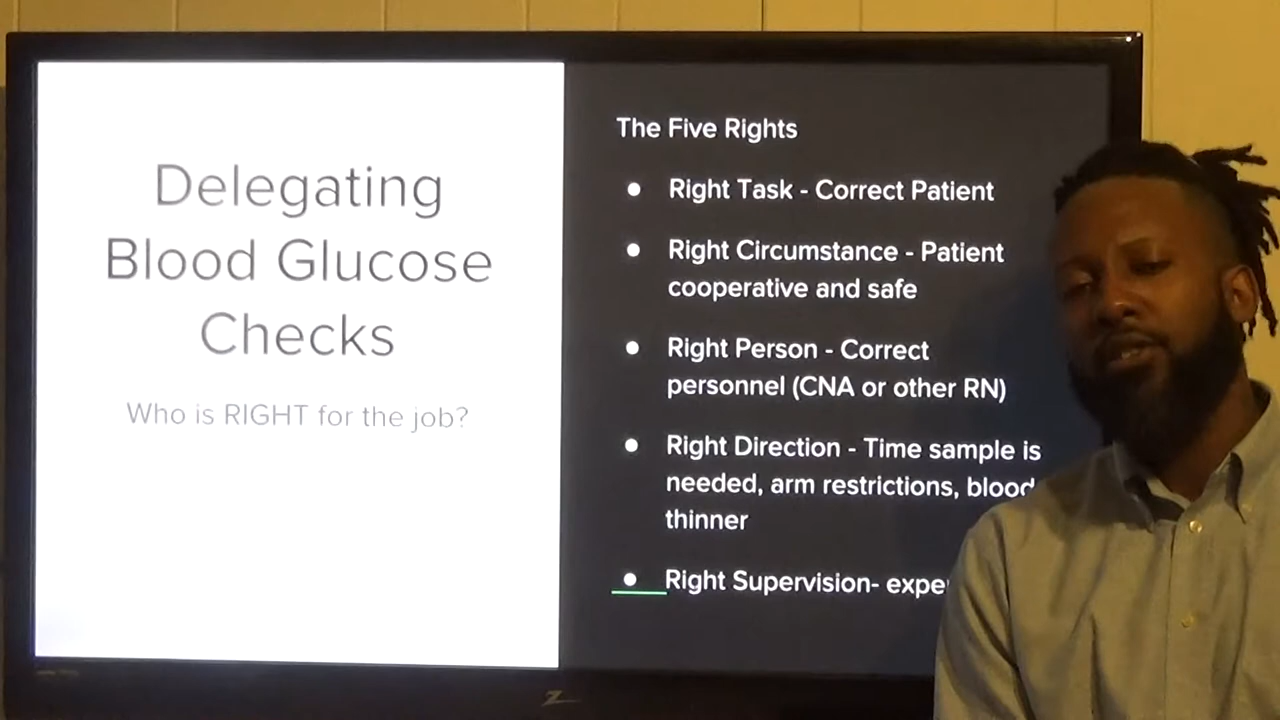 Delegating
Blood Glucose
Checks
Who is RIGHT for the job?
The Five Rights
● Right Task - Correct Patient
● Right Circumstance - Patient
cooperative and safe
● Right Person - Correct
personnel (CNA or other RN)
● Right Direction - Time sample is
needed, arm restrictions, blood
thinner
● Right Supervision-